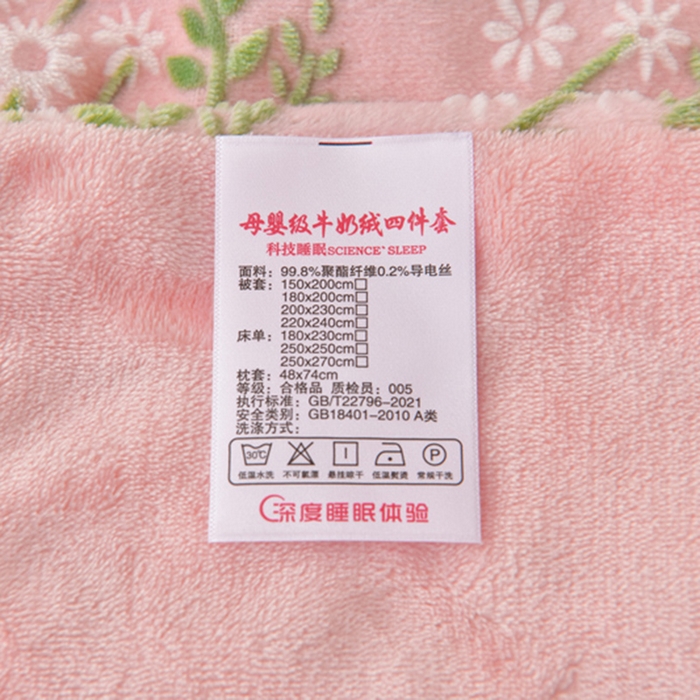 母婴级牛奶绒四件套
科技睡眠SCIENCE' SLEEP
面料：99.8%聚酯纤维0.2%导电丝
被套：150x200cm□
180x200cm□
200x230cm□
220x240cm□
床单：180x230cm□
250x250cm□
250x270cm□
枕套：48x74cm
等级：合格品 质检员：005
执行标准：GB/T22796-2021
安全类别：GB18401-2010 A类
洗涤方式：
30℃ P
低温水洗 不可氯漂 悬挂晾干 低温熨烫 常规干洗
深度睡眠体验